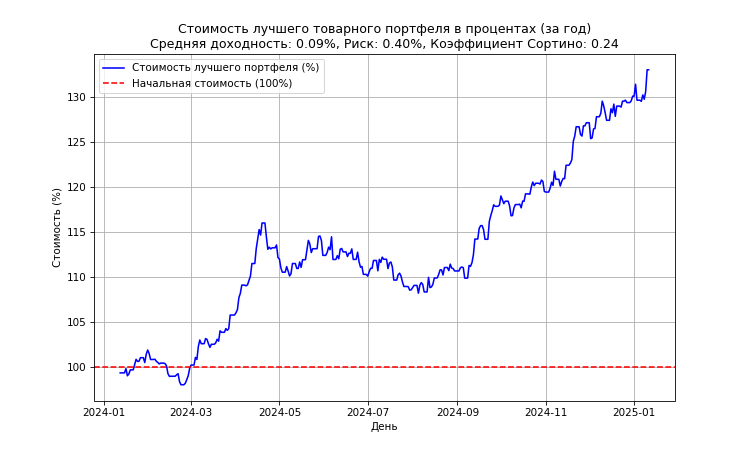 Стоимость лучшего товарного портфеля в процентах (за год)
Средняя доходность: 0.09%, Риск: 0.40%, Коэффициент Сортино: 0.24
Стоимость лучшего портфеля (%)
Начальная стоимость (100%)
Стоимость (%)
130
125
120
115
110
105
100
2024-01
2024-03
2024-05
2024-07
2024-09
2024-11
2025-01
День